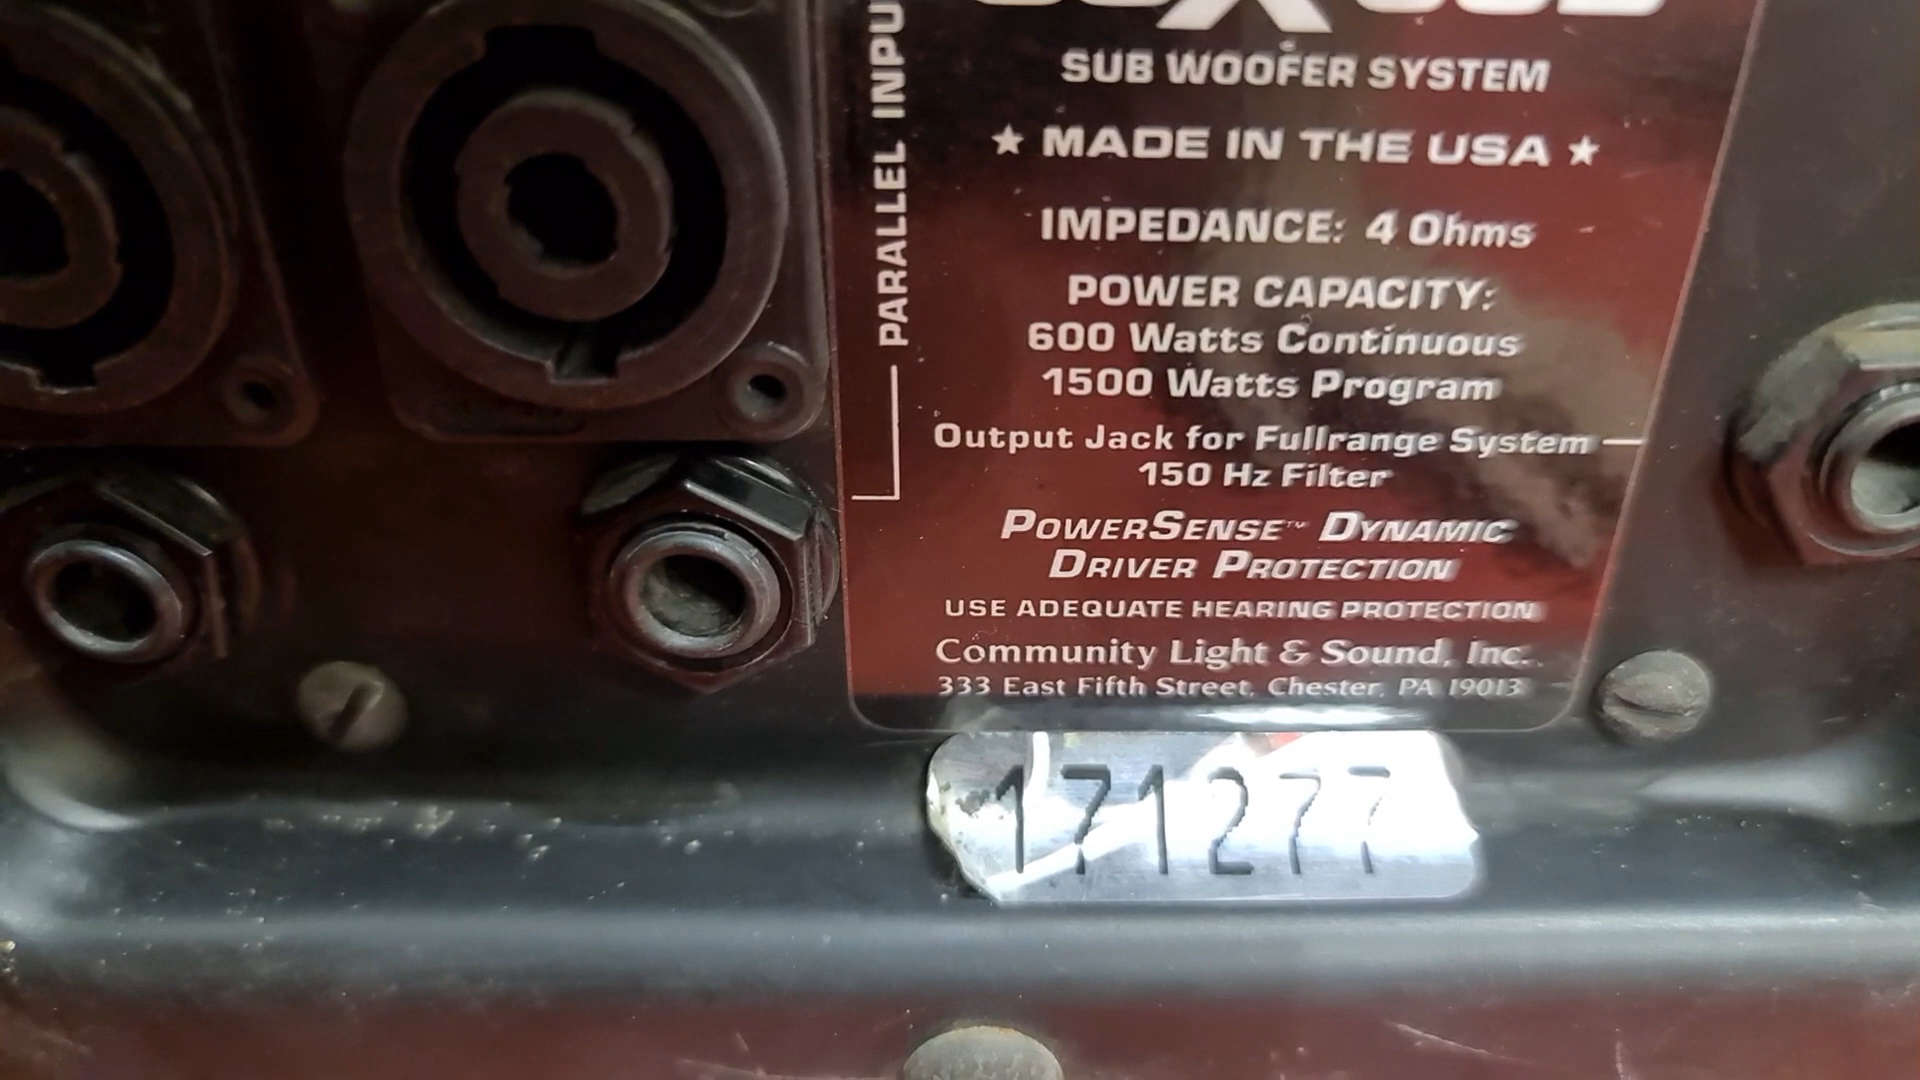 PARALLEL INPU
SUB WOOFER SYSTEM
★ MADE IN THE USA ★
IMPEDANCE: 4 Ohms
POWER CAPACITY:
600 Watts Continuous
1500 Watts Program
Output Jack for Fullrange System
150 Hz Filter
POWERSENSE™ DYNAMIC
DRIVER PROTECTION
USE ADEQUATE HEARING PROTECTION
Community Light & Sound, Inc.
333 East Fifth Street, Chester, PA 19013
171277